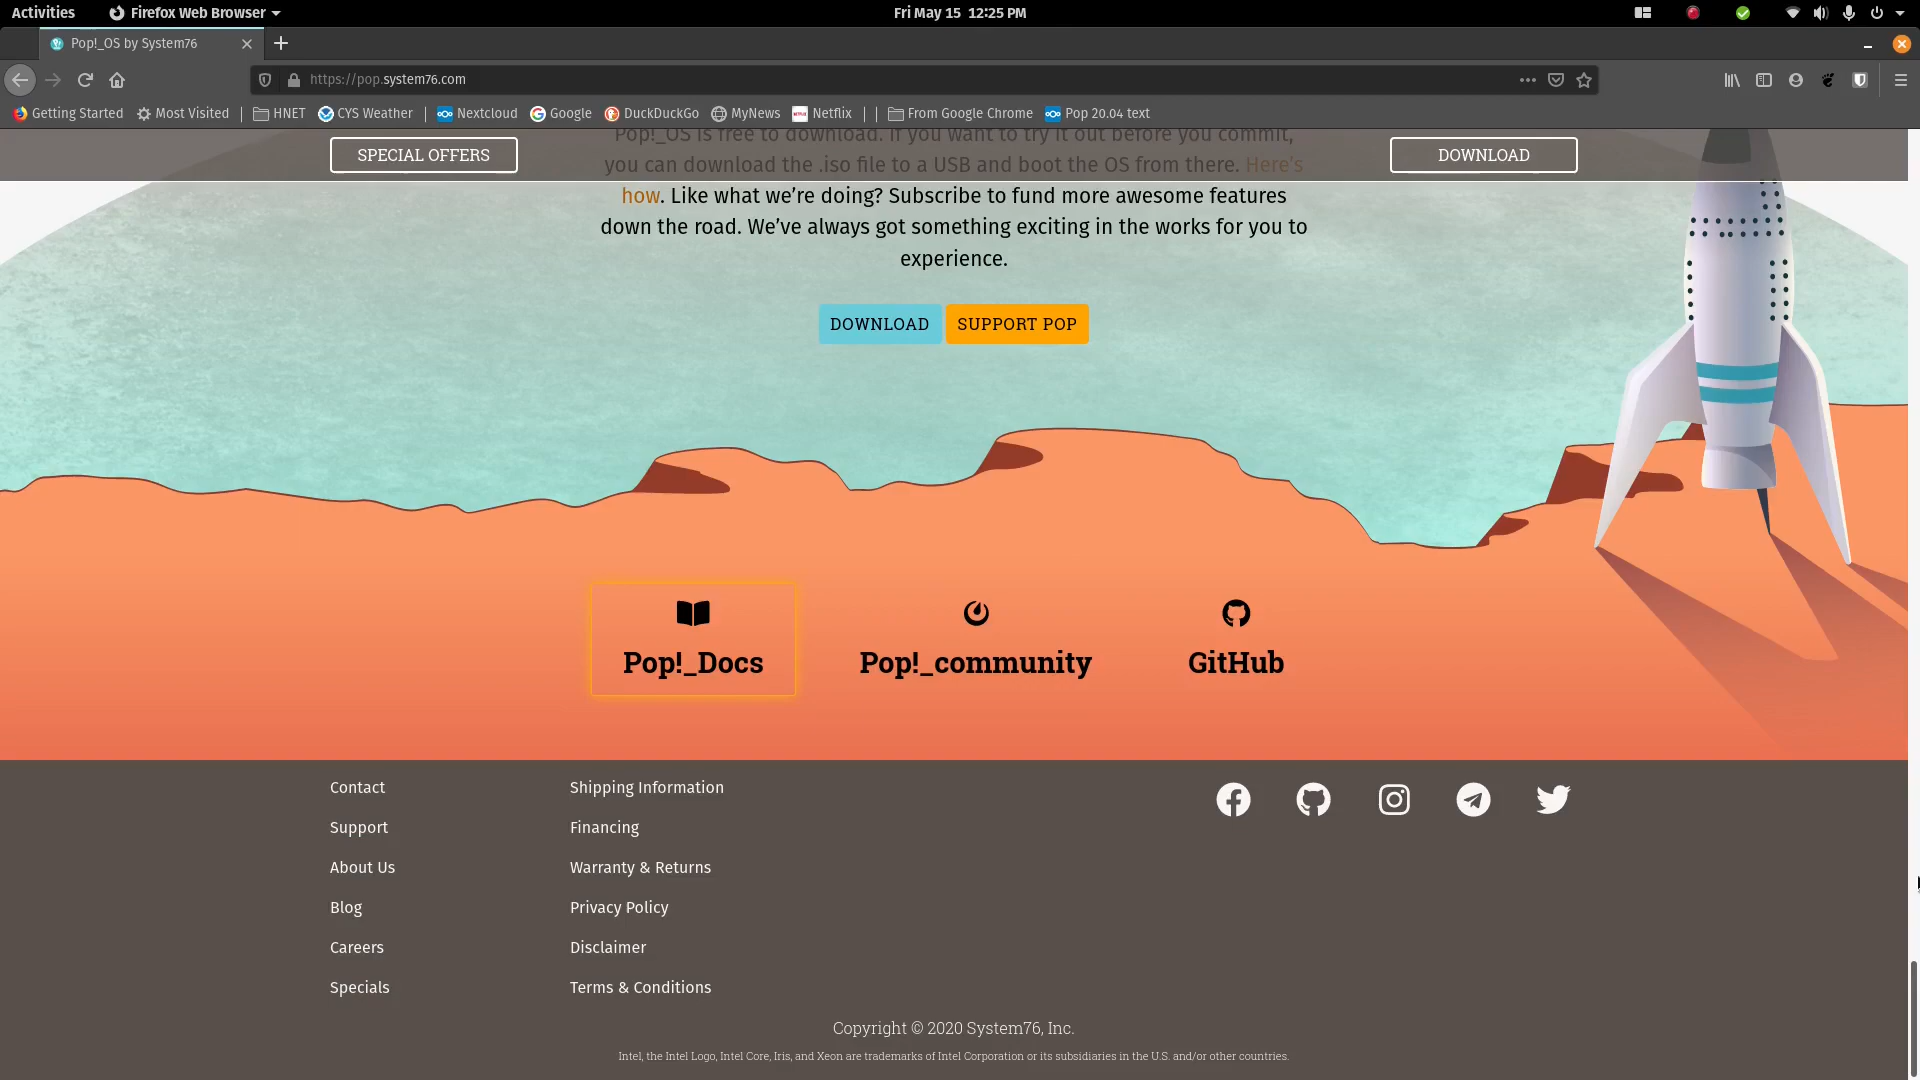 Activities Firefox Web Browser Fri May 15 12:25 PM
Pop!_OS by System76
https://pop.system76.com
Getting Started Most Visited HNET CYS Weather Nextcloud Google DuckDuckGo MyNews Netflix From Google Chrome Pop 20.04 text
Pop!_OS is free to download. If you want to try it out before you commit,
SPECIAL OFFERS DOWNLOAD
you can download the .iso file to a USB and boot the OS from there. Here's
how. Like what we’re doing? Subscribe to fund more awesome features
down the road. We’ve always got something exciting in the works for you to
experience.
DOWNLOAD SUPPORT POP
Pop!_Docs Pop!_community GitHub
Contact Shipping Information
Support Financing
About Us Warranty & Returns
Blog Privacy Policy
Careers Disclaimer
Specials Terms & Conditions
Copyright © 2020 System76, Inc.
Intel, the Intel Logo, Intel Core, Iris, and Xeon are trademarks of Intel Corporation or its subsidiaries in the U.S. and/or other countries.